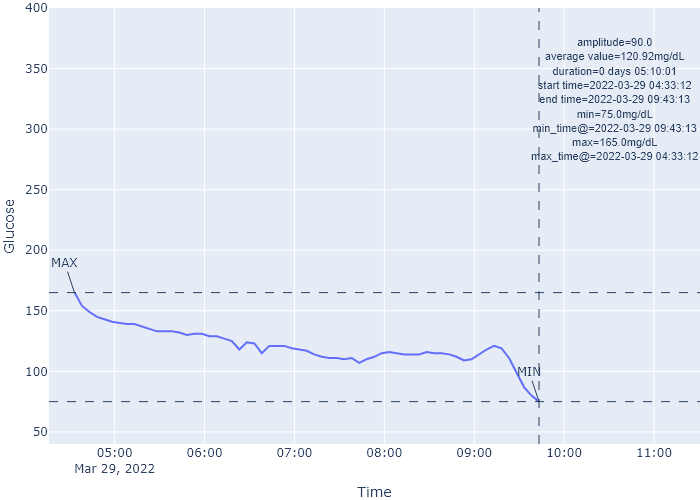 400
350
300
250
200
150
100
50
Glucose
amplitude=90.0
average value=120.92mg/dL
duration=0 days 05:10:01
start time=2022-03-29 04:33:12
end time=2022-03-29 09:43:13
min=75.0mg/dL
min_time@=2022-03-29 09:43:13
max=165.0mg/dL
max_time@=2022-03-29 04:33:12
MAX
MIN
05:00 06:00 07:00 08:00 09:00 10:00 11:00
Mar 29, 2022
Time